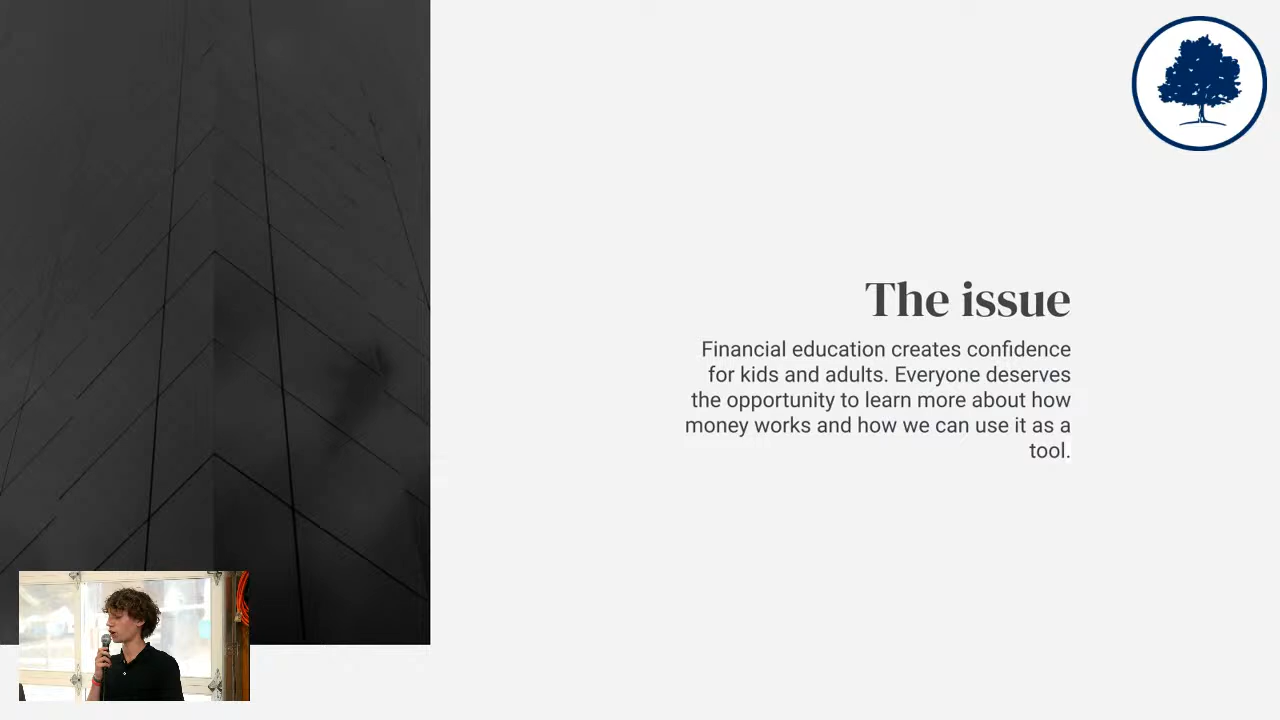 The issue
Financial education creates confidence
for kids and adults. Everyone deserves
the opportunity to learn more about how
money works and how we can use it as a
tool.